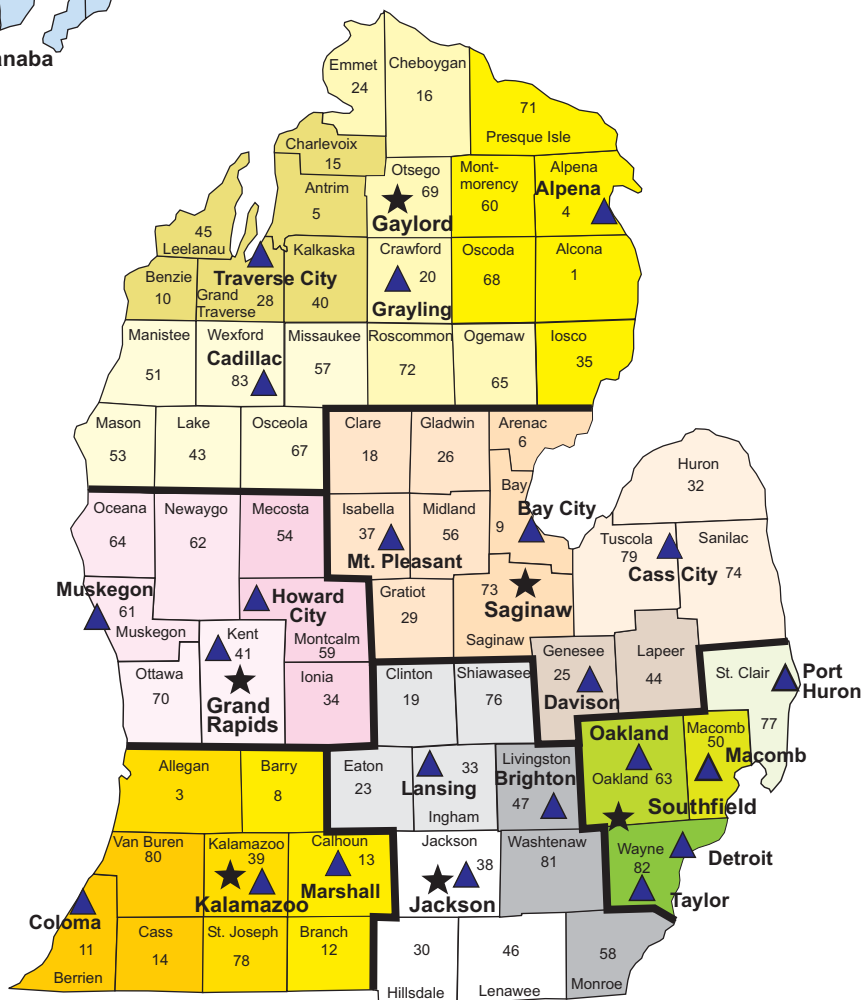 anaba
Emmet
24
Cheboygan
16
71
Presque Isle
Charlevoix
15
Antrim
5
Otsego
69
Gaylord
Mont-
morency
60
Alpena
Alpena
4
45
Leelanau
Benzie
10
Grand
Traverse
28
Traverse City
Kalkaska
40
Crawford
20
Grayling
Oscoda
68
Alcona
1
Manistee
51
Wexford
Cadillac
83
Missaukee
57
Roscommon
72
Ogemaw
65
Iosco
35
Mason
53
Lake
43
Osceola
67
Clare
18
Gladwin
26
Arenac
6
Bay
9
Bay City
Huron
32
Oceana
64
Newaygo
62
Mecosta
54
Isabella
37
Mt. Pleasant
Midland
56
Tuscola
79
Cass City
Sanilac
74
Muskegon
61
Muskegon
Howard
City
Montcalm
59
Gratiot
29
73
Saginaw
Saginaw
Kent
41
Grand
Rapids
Ottawa
70
Ionia
34
Clinton
19
Shiawasee
76
Genesee
25
Davison
Lapeer
44
St. Clair
77
Port
Huron
Allegan
3
Barry
8
Eaton
23
33
Lansing
Ingham
Livingston
Brighton
47
Oakland
Oakland 63
Southfield
Macomb
50
Macomb
Van Buren
80
Kalamazoo
39
Kalamazoo
Calhoun
13
Marshall
Jackson
38
Jackson
Washtenaw
81
Wayne
82
Detroit
Taylor
Coloma
11
Berrien
Cass
14
St. Joseph
78
Branch
12
30
Hillsdale
46
Lenawee
58
Monroe